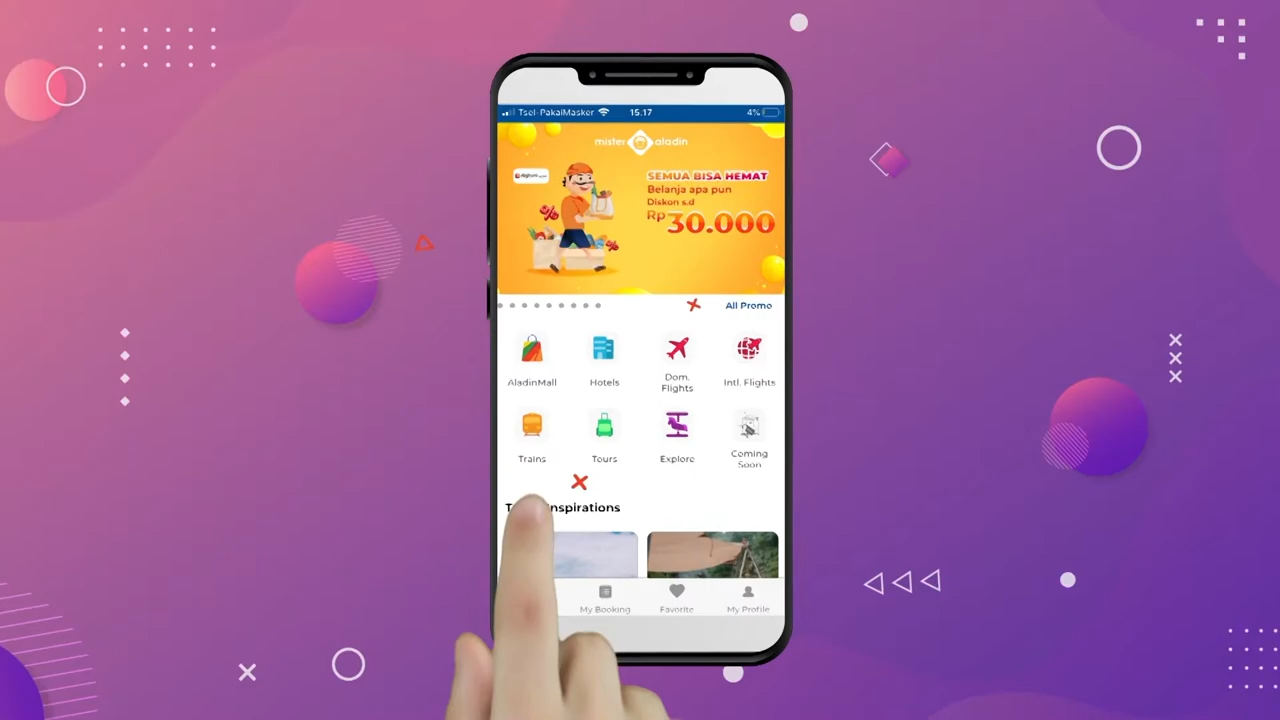 Tsel-PakaiMasker 15.17 4%
mister aladin
SEMUA BISA HEMAT
Belanja apa pun
Diskon s.d
Rp 30.000
All Promo
AladinMall Hotels Dom. Flights Intl. Flights
Trains Tours Explore Coming Soon
Inspirations
My Booking Favorite My Profile